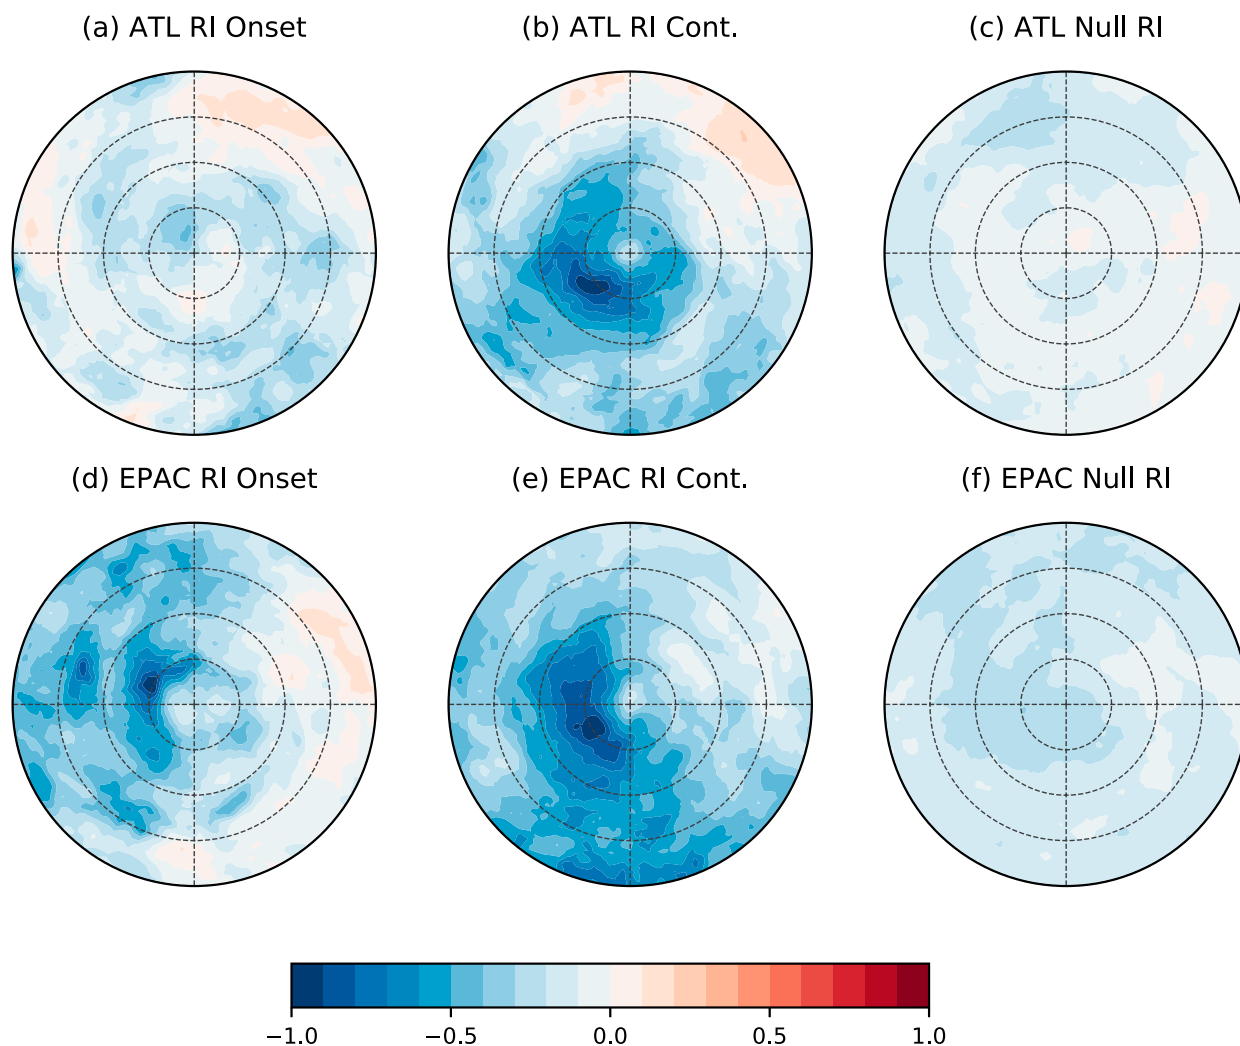 (a) ATL RI Onset
(b) ATL RI Cont.
(c) ATL Null RI
(d) EPAC RI Onset
(e) EPAC RI Cont.
(f) EPAC Null RI
−1.0
−0.5
0.0
0.5
1.0